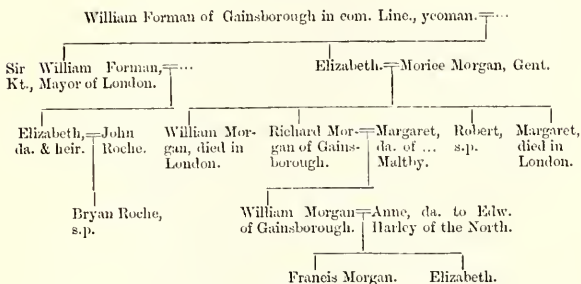 William Forman of Gainsborough in com. Linc., yeoman.=...
Sir William Forman,=...
Kt., Mayor of London.
Elizabeth.=Morice Morgan, Gent.
Elizabeth,=John
da. & heir. Roche.
William Mor-
gan, died in
London.
Richard Mor-=Margaret,
gan of Gains- da. of ...
borough. Maltby.
Robert,
s.p.
Margaret,
died in
London.
Bryan Roche,
s.p.
William Morgan=Anne, da. to Edw.
of Gainsborough. Harley of the North.
Francis Morgan. Elizabeth.